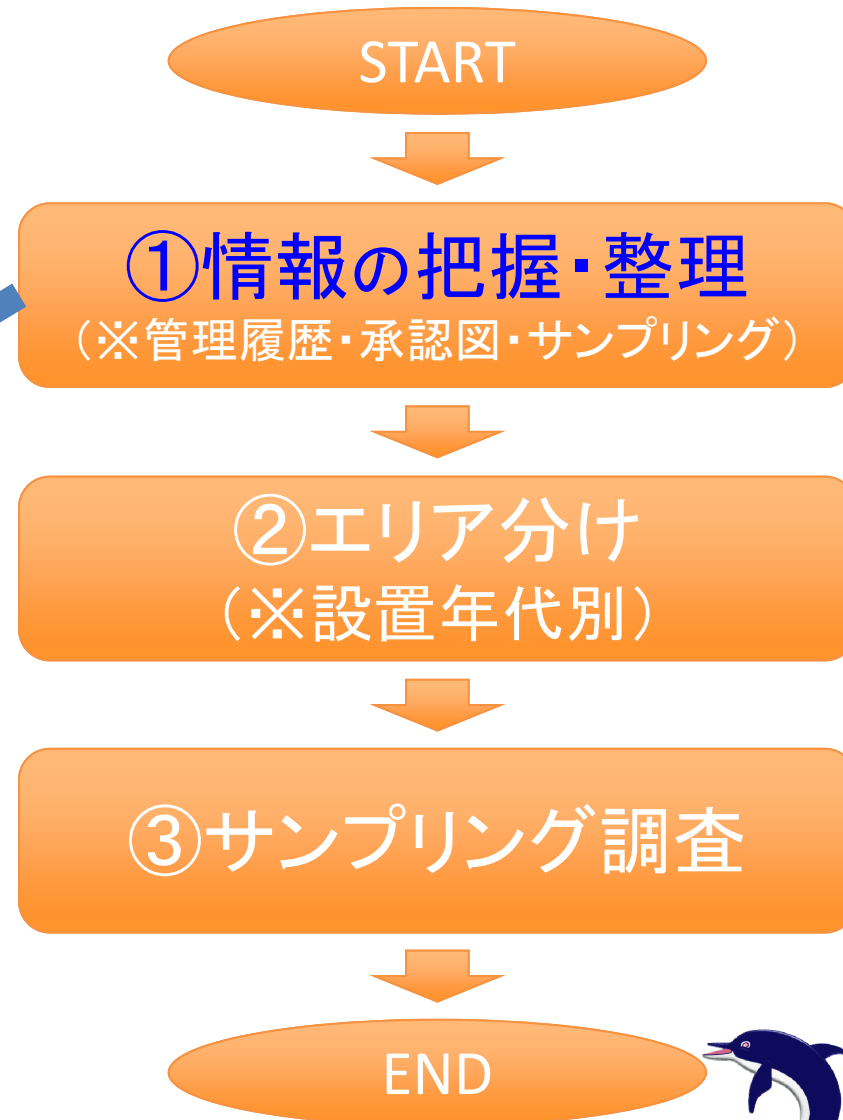 START
①情報の把握・整理
（※管理履歴・承認図・サンプリング）
②エリア分け
（※設置年代別）
③サンプリング調査
END